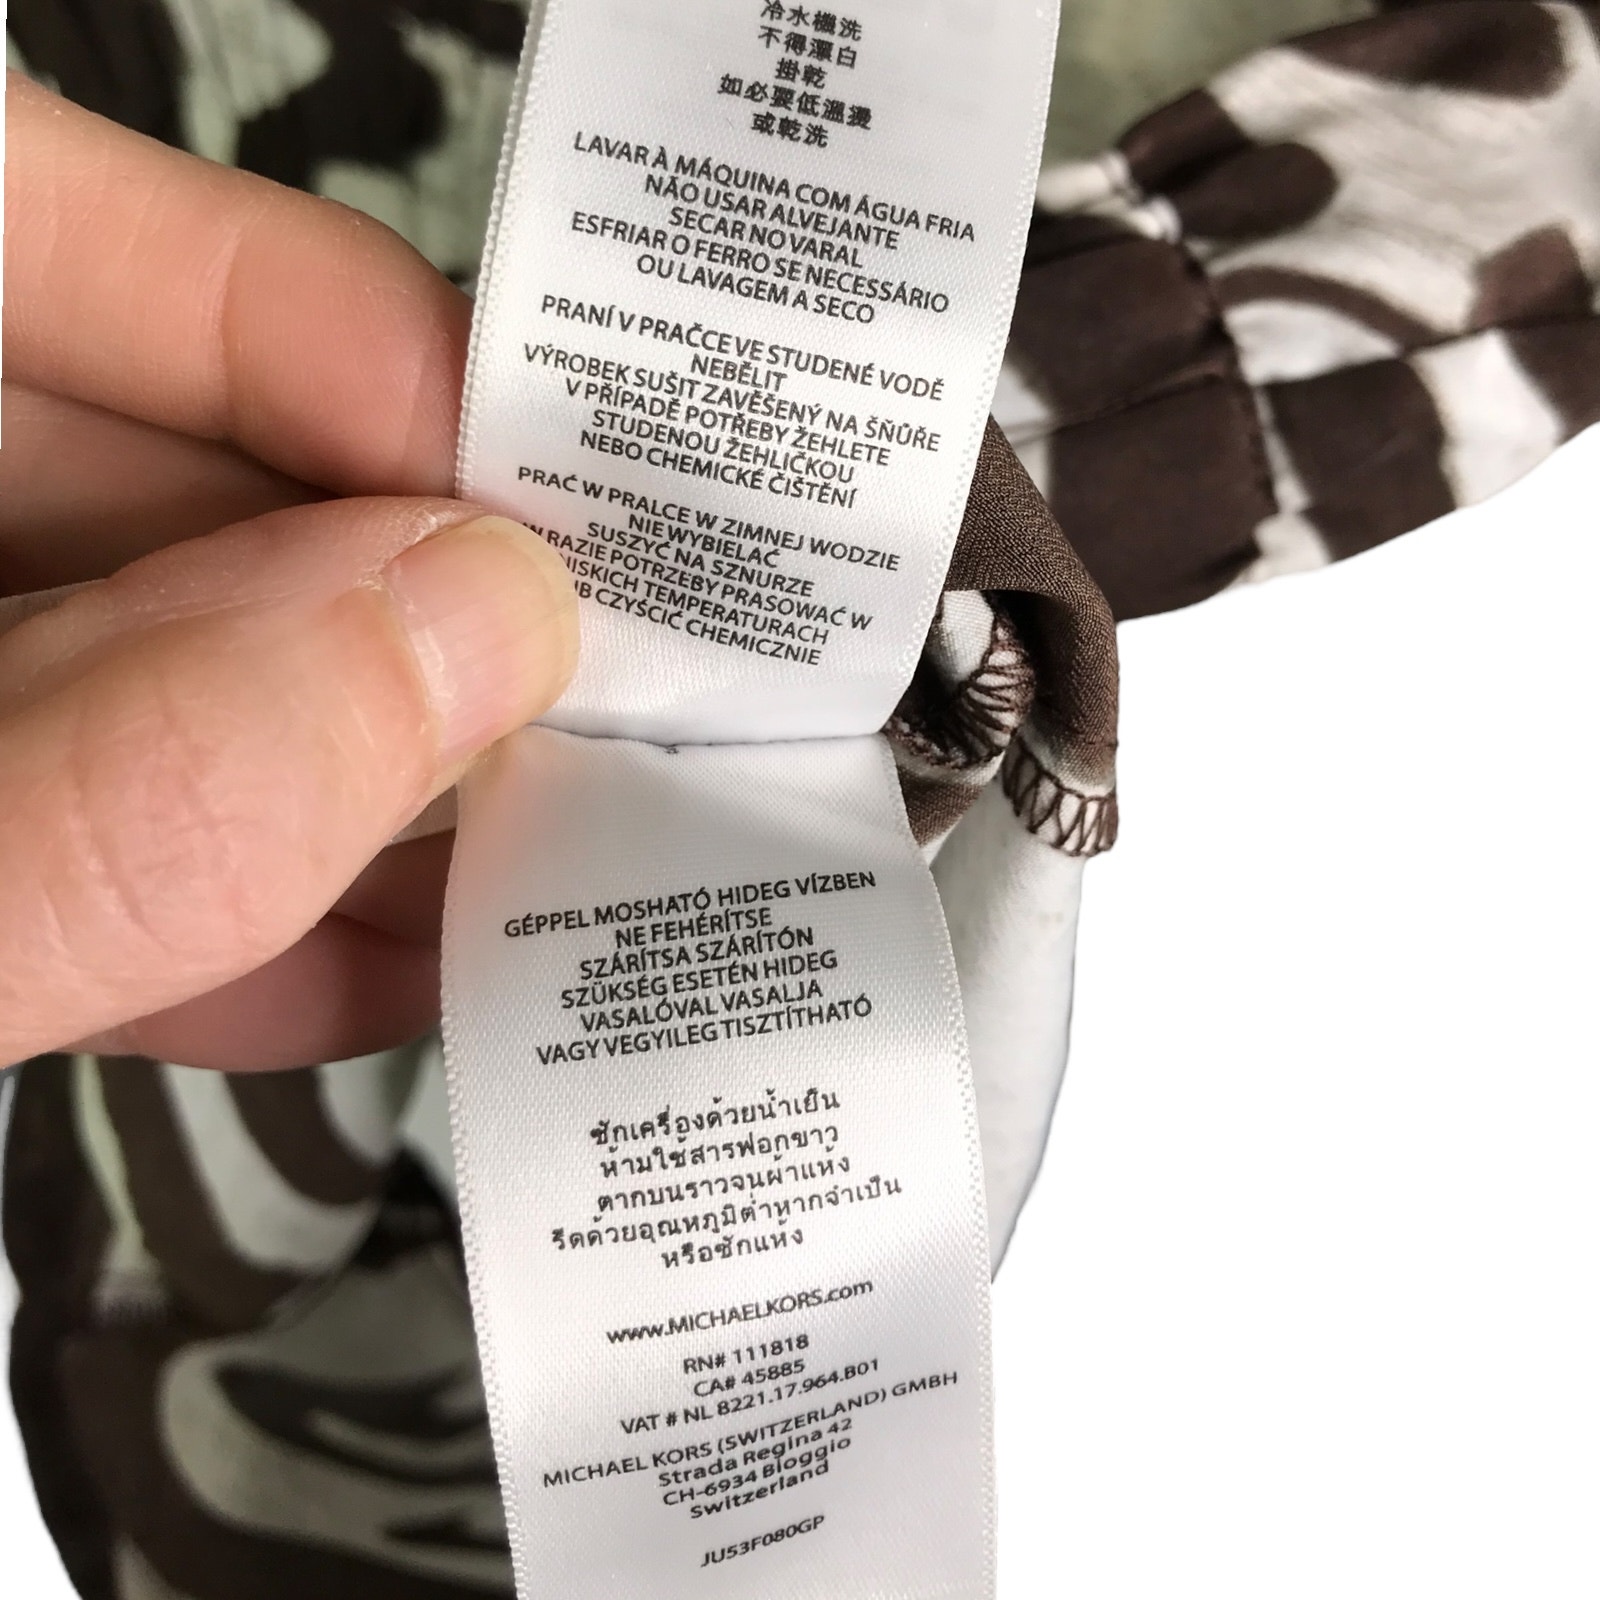 冷水機洗
不得漂白
掛乾
如必要低溫燙
或乾洗
LAVAR À MÁQUINA COM ÁGUA FRIA
NÃO USAR ALVEJANTE
SECAR NO VARAL
ESFRIAR O FERRO SE NECESSÁRIO
OU LAVAGEM A SECO
PRANÍ V PRAČCE VE STUDENÉ VODĚ
NEBĚLIT
VÝROBEK SUŠIT ZAVĚŠENÝ NA ŠŇŮŘE
V PŘÍPADĚ POTŘEBY ŽEHLETE
STUDENOU ŽEHLIČKOU
NEBO CHEMICKÉ ČIŠTĚNÍ
PRAĆ W PRALCE W ZIMNEJ WODZIE
NIE WYBIELAĆ
SUSZYĆ NA SZNURZE
W RAZIE POTRZEBY PRASOWAĆ W
NISKICH TEMPERATURACH
UB CZYŚCIĆ CHEMICZNIE
GÉPPEL MOSHATÓ HIDEG VÍZBEN
NE FEHÉRÍTSE
SZÁRÍTSA SZÁRÍTÓN
SZÜKSÉG ESETÉN HIDEG
VASALÓVAL VASALJA
VAGY VEGYILEG TISZTÍTHATÓ
ซักเครื่องด้วยน้ำเย็น
ห้ามใช้สารฟอกขาว
ตากบนราวจนผ้าแห้ง
รีดด้วยอุณหภูมิต่ำหากจำเป็น
หรือซักแห้ง
www.MICHAELKORS.com
RN# 111818
CA# 45885
VAT # NL 8221.17.964.B01
MICHAEL KORS (SWITZERLAND) GMBH
Strada Regina 42
CH-6934 Bioggio
Switzerland
JU53F080GP